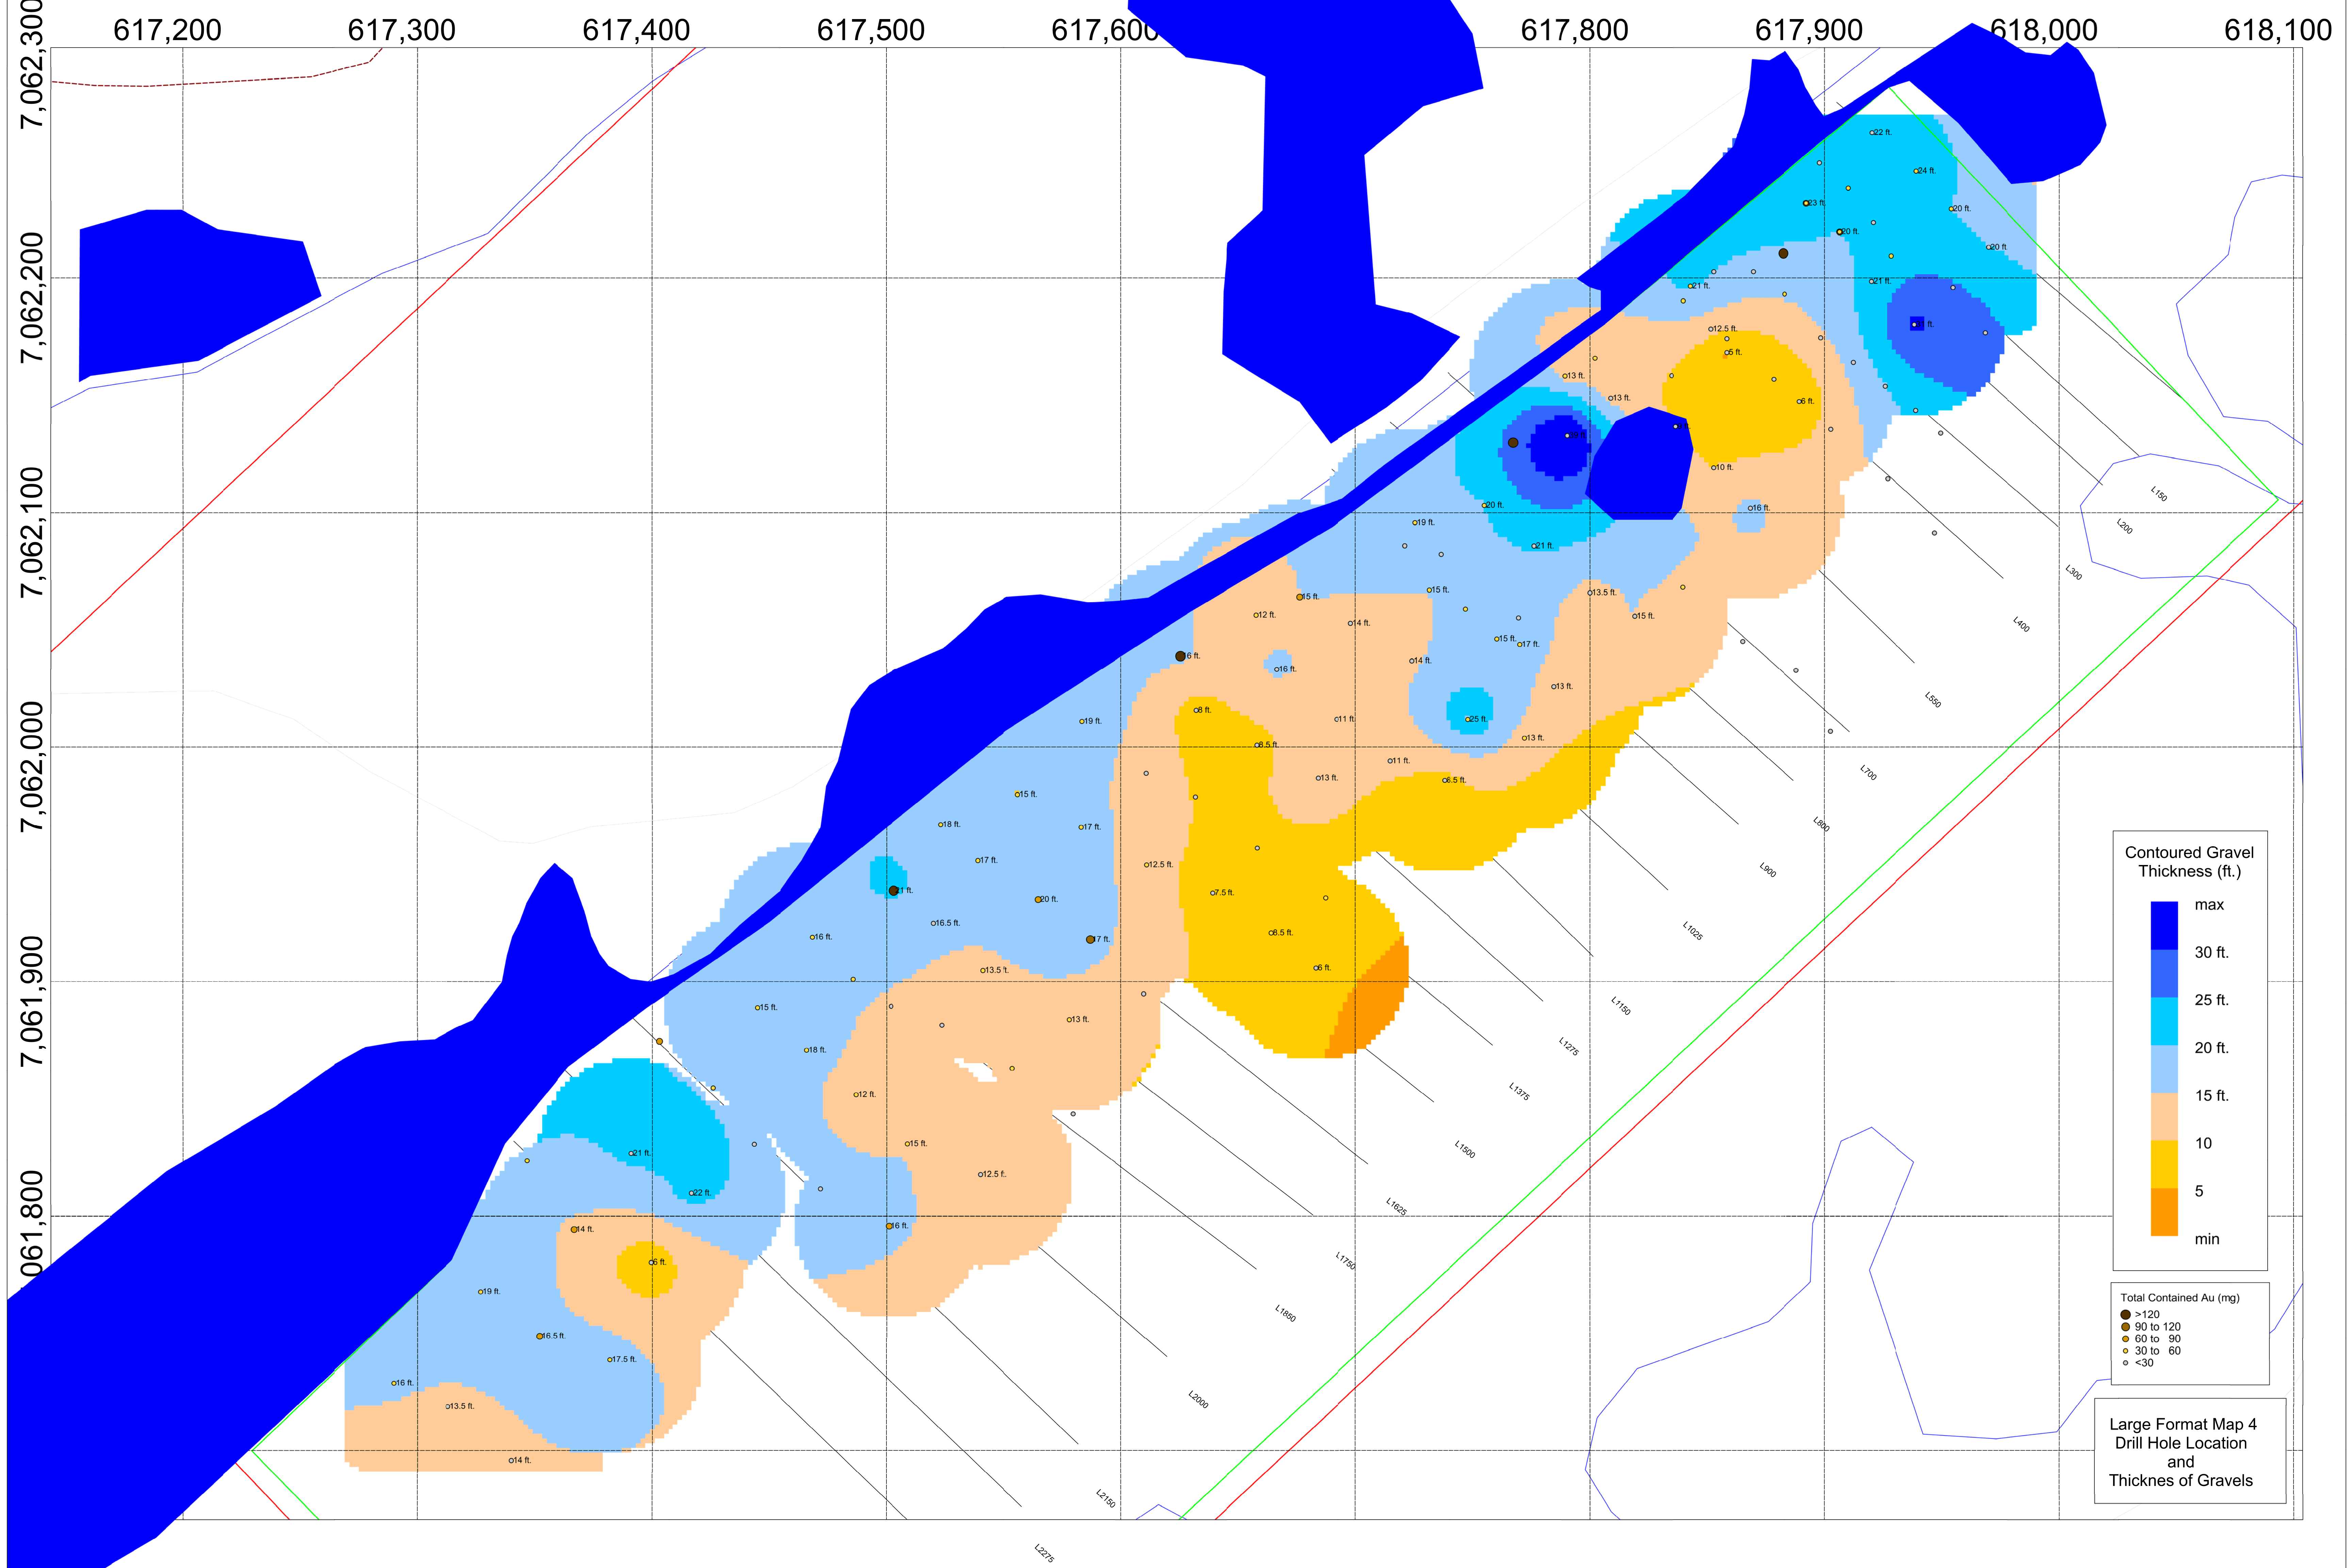 617,200
617,300
617,400
617,500
617,600
617,800
617,900
618,000
618,100
7,062,300
7,062,200
7,062,100
7,062,000
7,061,900
061,800
22 ft.
24 ft.
23 ft.
20 ft.
20 ft.
20 ft.
21 ft.
21 ft.
12.5 ft.
5 ft.
13 ft.
13 ft.
6 ft.
10 ft.
16 ft.
20 ft.
19 ft.
21 ft.
15 ft.
13.5 ft.
15 ft.
15 ft.
12 ft.
14 ft.
15 ft.
17 ft.
16 ft.
16 ft.
14 ft.
13 ft.
8 ft.
11 ft.
25 ft.
19 ft.
13 ft.
8.5 ft.
11 ft.
13 ft.
6.5 ft.
15 ft.
18 ft.
17 ft.
17 ft.
12.5 ft.
21 ft.
7.5 ft.
20 ft.
16.5 ft.
8.5 ft.
16 ft.
17 ft.
6 ft.
13.5 ft.
15 ft.
13 ft.
18 ft.
12 ft.
15 ft.
21 ft.
12.5 ft.
22 ft.
16 ft.
14 ft.
6 ft.
19 ft.
16.5 ft.
17.5 ft.
16 ft.
13.5 ft.
14 ft.
L150
L200
L300
L400
L550
L700
L800
L900
L1025
L1150
L1275
L1375
L1500
L1625
L1750
L1850
L2000
L2150
L2275
Contoured Gravel
Thickness (ft.)
max
30 ft.
25 ft.
20 ft.
15 ft.
10
5
min
Total Contained Au (mg)
>120
90 to 120
60 to 90
30 to 60
<30
Large Format Map 4
Drill Hole Location
and
Thicknes of Gravels